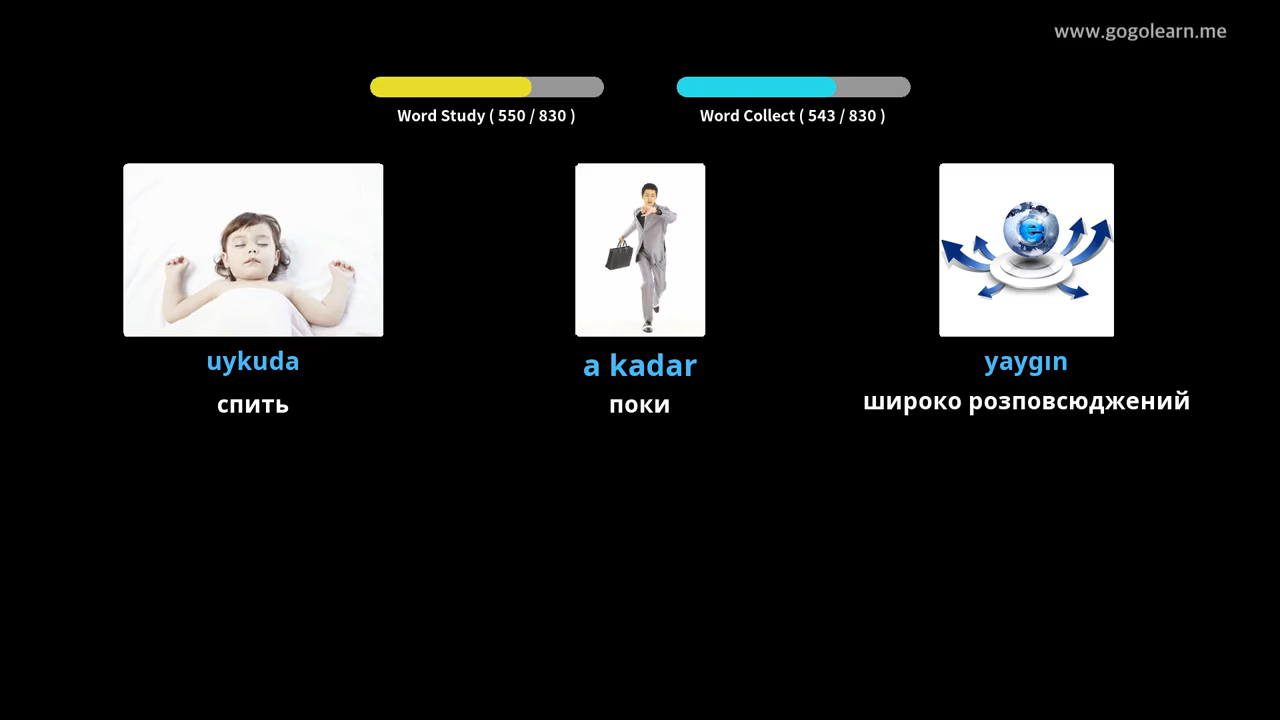 www.gogolearn.me
Word Study ( 550 / 830 )
Word Collect ( 543 / 830 )
uykuda
a kadar
yaygın
спить
поки
широко розповсюджений